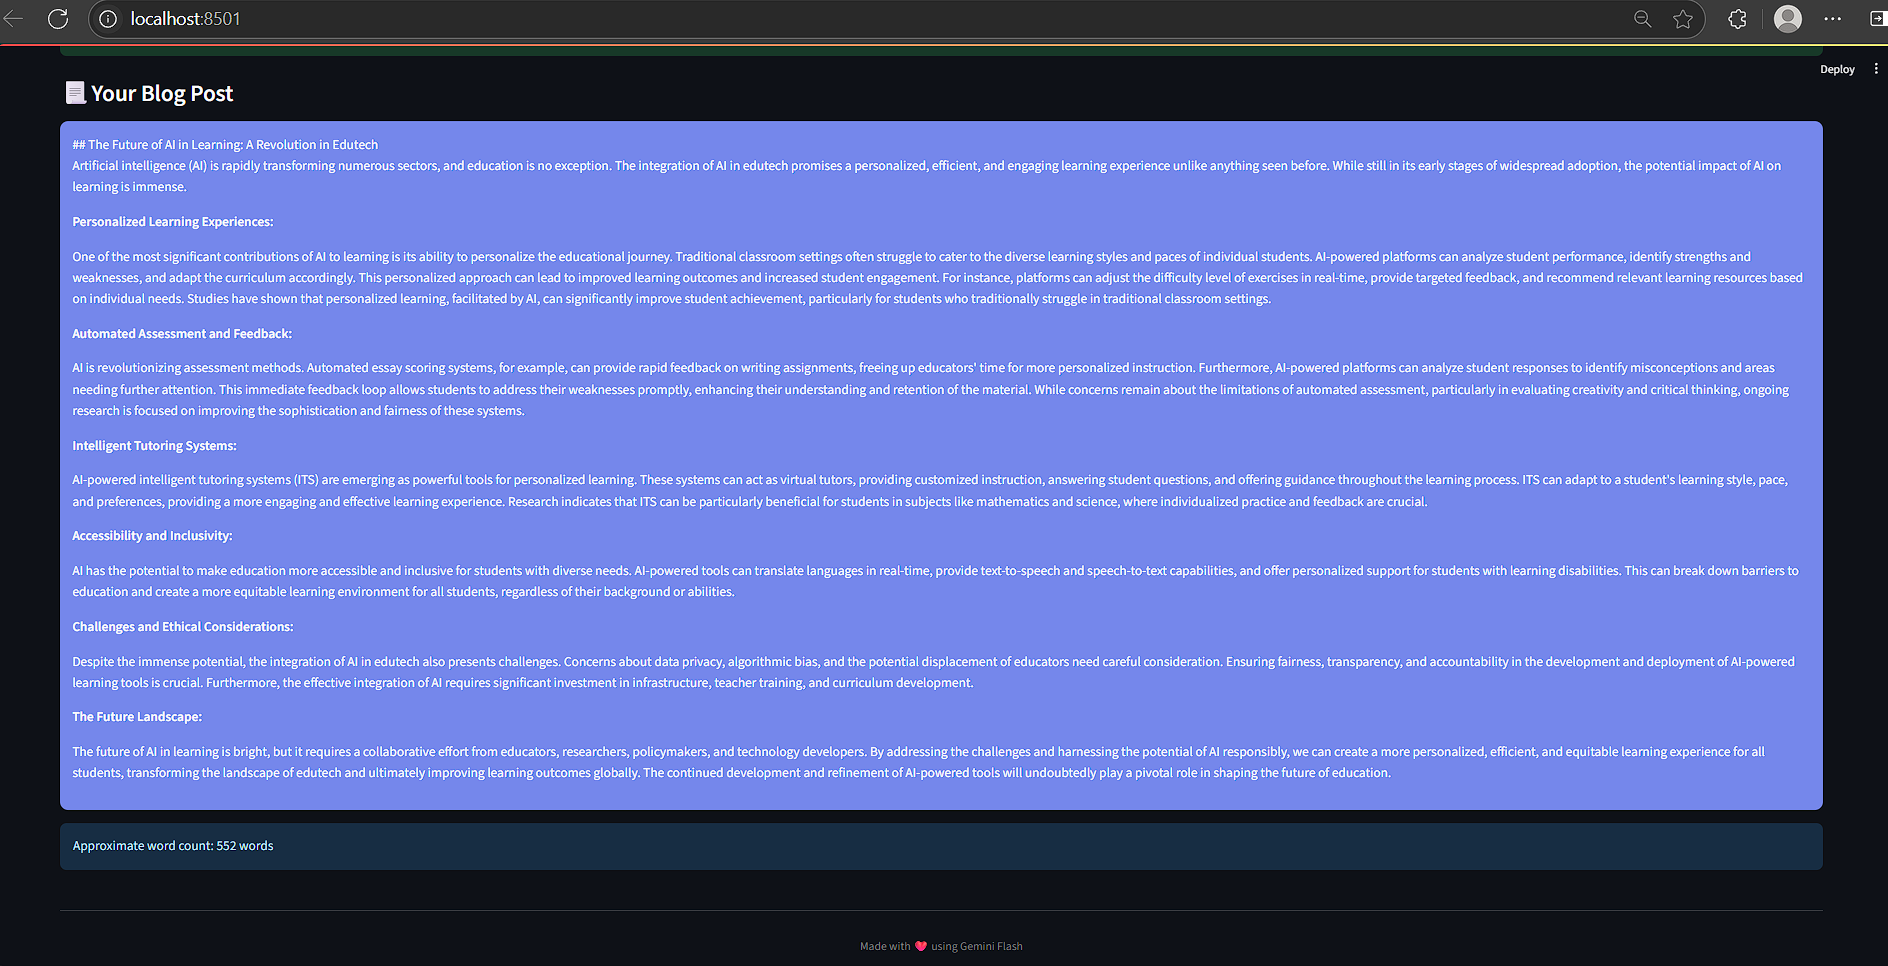 localhost:8501
Deploy
Your Blog Post
## The Future of AI in Learning: A Revolution in Edutech
Artificial intelligence (AI) is rapidly transforming numerous sectors, and education is no exception. The integration of AI in edutech promises a personalized, efficient, and engaging learning experience unlike anything seen before. While still in its early stages of widespread adoption, the potential impact of AI on
learning is immense.
Personalized Learning Experiences:
One of the most significant contributions of AI to learning is its ability to personalize the educational journey. Traditional classroom settings often struggle to cater to the diverse learning styles and paces of individual students. AI-powered platforms can analyze student performance, identify strengths and
weaknesses, and adapt the curriculum accordingly. This personalized approach can lead to improved learning outcomes and increased student engagement. For instance, platforms can adjust the difficulty level of exercises in real-time, provide targeted feedback, and recommend relevant learning resources based
on individual needs. Studies have shown that personalized learning, facilitated by AI, can significantly improve student achievement, particularly for students who traditionally struggle in traditional classroom settings.
Automated Assessment and Feedback:
AI is revolutionizing assessment methods. Automated essay scoring systems, for example, can provide rapid feedback on writing assignments, freeing up educators' time for more personalized instruction. Furthermore, AI-powered platforms can analyze student responses to identify misconceptions and areas
needing further attention. This immediate feedback loop allows students to address their weaknesses promptly, enhancing their understanding and retention of the material. While concerns remain about the limitations of automated assessment, particularly in evaluating creativity and critical thinking, ongoing
research is focused on improving the sophistication and fairness of these systems.
Intelligent Tutoring Systems:
AI-powered intelligent tutoring systems (ITS) are emerging as powerful tools for personalized learning. These systems can act as virtual tutors, providing customized instruction, answering student questions, and offering guidance throughout the learning process. ITS can adapt to a student's learning style, pace,
and preferences, providing a more engaging and effective learning experience. Research indicates that ITS can be particularly beneficial for students in subjects like mathematics and science, where individualized practice and feedback are crucial.
Accessibility and Inclusivity:
AI has the potential to make education more accessible and inclusive for students with diverse needs. AI-powered tools can translate languages in real-time, provide text-to-speech and speech-to-text capabilities, and offer personalized support for students with learning disabilities. This can break down barriers to
education and create a more equitable learning environment for all students, regardless of their background or abilities.
Challenges and Ethical Considerations:
Despite the immense potential, the integration of AI in edutech also presents challenges. Concerns about data privacy, algorithmic bias, and the potential displacement of educators need careful consideration. Ensuring fairness, transparency, and accountability in the development and deployment of AI-powered
learning tools is crucial. Furthermore, the effective integration of AI requires significant investment in infrastructure, teacher training, and curriculum development.
The Future Landscape:
The future of AI in learning is bright, but it requires a collaborative effort from educators, researchers, policymakers, and technology developers. By addressing the challenges and harnessing the potential of AI responsibly, we can create a more personalized, efficient, and equitable learning experience for all
students, transforming the landscape of edutech and ultimately improving learning outcomes globally. The continued development and refinement of AI-powered tools will undoubtedly play a pivotal role in shaping the future of education.
Approximate word count: 552 words
Made with ❤️ using Gemini Flash